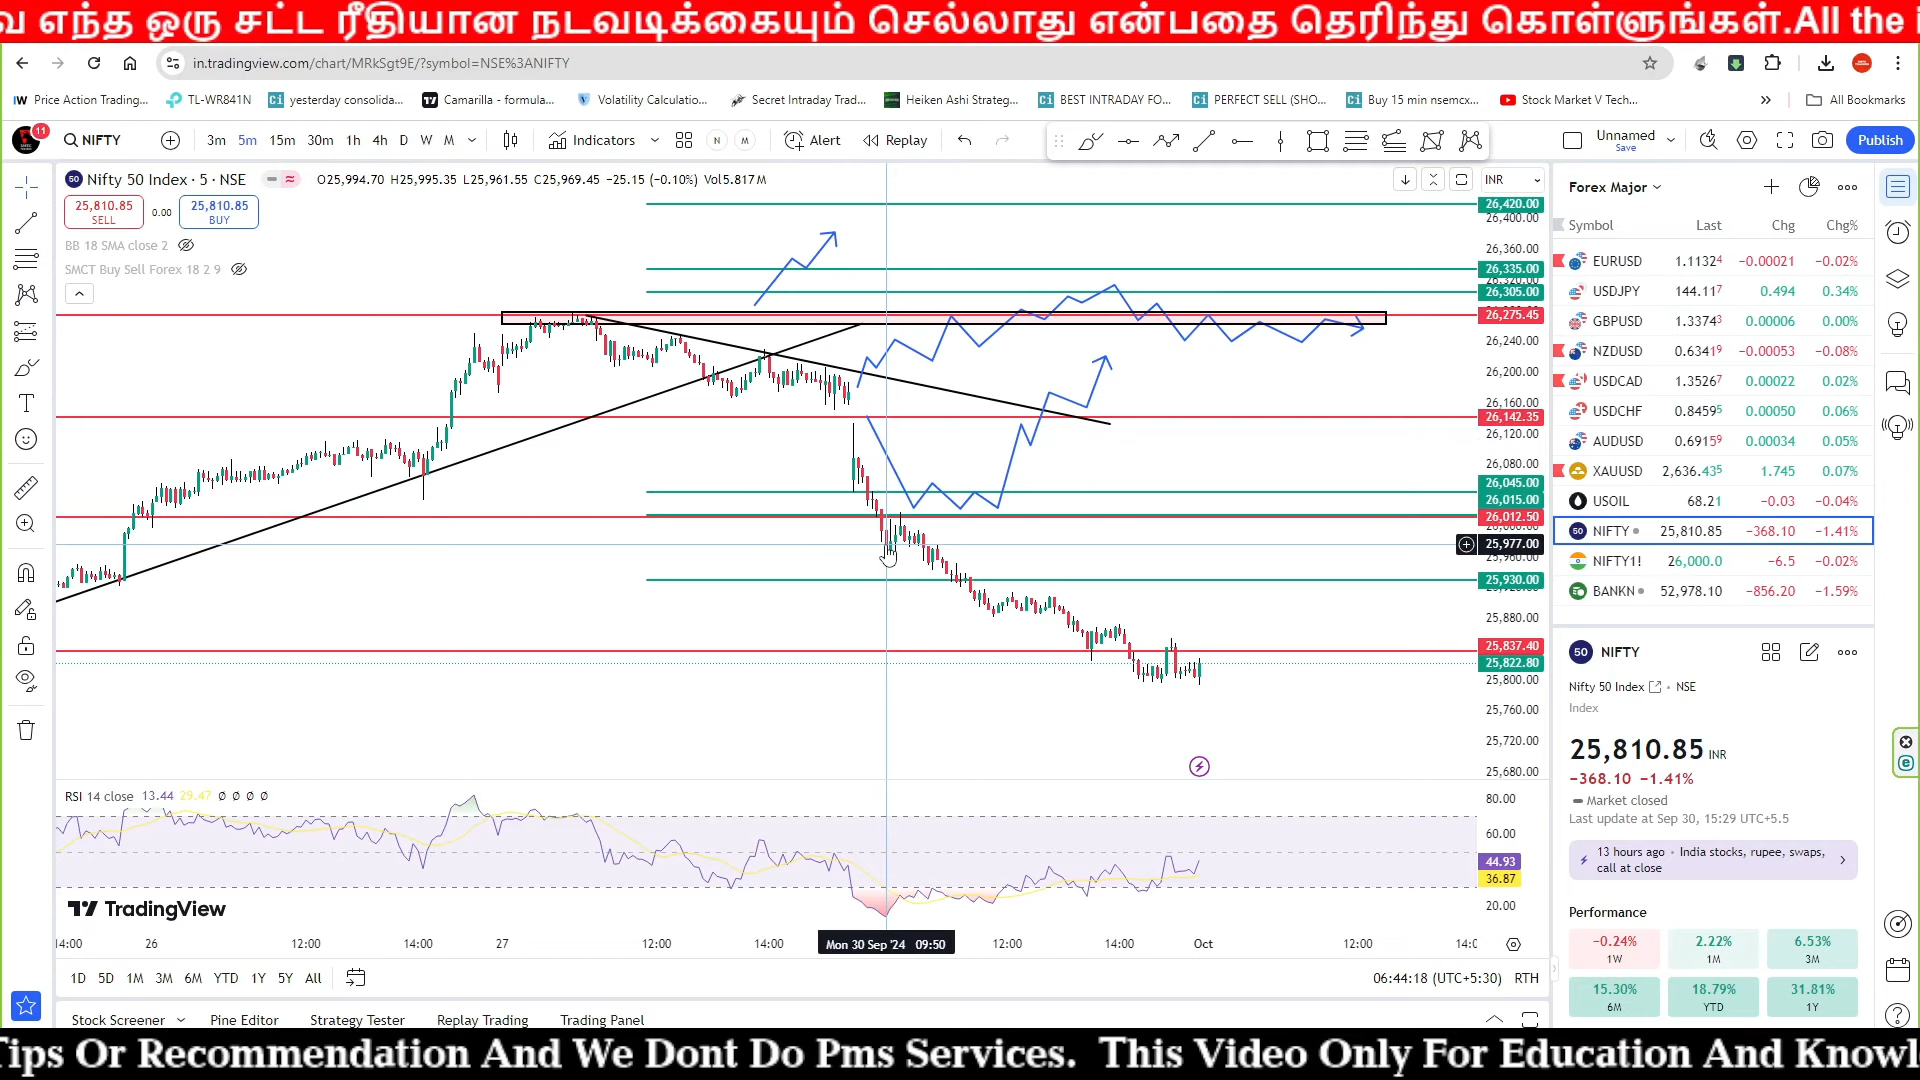 எந்த ஒரு சட்ட ரீதியான நடவடிக்கையும் செல்லாது என்பதை தெரிந்து கொள்ளுங்கள்.All the
in.tradingview.com/chart/MRkSgt9E/?symbol=NSE%3ANIFTY
Price Action Trading... TL-WR841N yesterday consolida... Camarilla - formula... Volatility Calculatio... Secret Intraday Trad... Heiken Ashi Strateg... BEST INTRADAY FO... PERFECT SELL (SHO... Buy 15 min nsemcx... Stock Market V Tech... » All Bookmarks
11 NIFTY 3m 5m 15m 30m 1h 4h D W M Indicators N M Alert Replay Unnamed Save Publish
50 Nifty 50 Index · 5 · NSE O25,994.70 H25,995.35 L25,961.55 C25,969.45 −25.15 (−0.10%) Vol5.817M INR
25,810.85 SELL 0.00 25,810.85 BUY
BB 18 SMA close 2
SMCT Buy Sell Forex 18 2 9
26,420.00
26,400.00
26,360.00
26,335.00
26,305.00
26,275.45
26,240.00
26,200.00
26,160.00
26,142.35
26,120.00
26,080.00
26,045.00
26,015.00
26,012.50
25,977.00
25,960.00
25,930.00
25,880.00
25,837.40
25,822.80
25,800.00
25,760.00
25,720.00
25,680.00
RSI 14 close 13.44 29.47 Ø Ø Ø Ø
80.00
60.00
44.93
36.87
20.00
TradingView
14:00 26 12:00 14:00 27 12:00 14:00 Mon 30 Sep '24 09:50 12:00 14:00 Oct 12:00
1D 5D 1M 3M 6M YTD 1Y 5Y All 06:44:18 (UTC+5:30) RTH
Stock Screener Pine Editor Strategy Tester Replay Trading Trading Panel
Forex Major
Symbol Last Chg Chg%
EURUSD 1.11324 −0.00021 −0.02%
USDJPY 144.117 0.494 0.34%
GBPUSD 1.33743 0.00006 0.00%
NZDUSD 0.63419 −0.00053 −0.08%
USDCAD 1.35267 0.00022 0.02%
USDCHF 0.84595 0.00050 0.06%
AUDUSD 0.69159 0.00034 0.05%
XAUUSD 2,636.435 1.745 0.07%
USOIL 68.21 −0.03 −0.04%
50 NIFTY 25,810.85 −368.10 −1.41%
NIFTY1! 26,000.0 −6.5 −0.02%
BANKN 52,978.10 −856.20 −1.59%
50 NIFTY
Nifty 50 Index • NSE
Index
25,810.85 INR
−368.10 −1.41%
Market closed
Last update at Sep 30, 15:29 UTC+5.5
13 hours ago • India stocks, rupee, swaps, call at close
Performance
−0.24% 2.22% 6.53%
1W 1M 3M
15.30% 18.79% 31.81%
6M YTD 1Y
Tips Or Recommendation And We Dont Do Pms Services. This Video Only For Education And